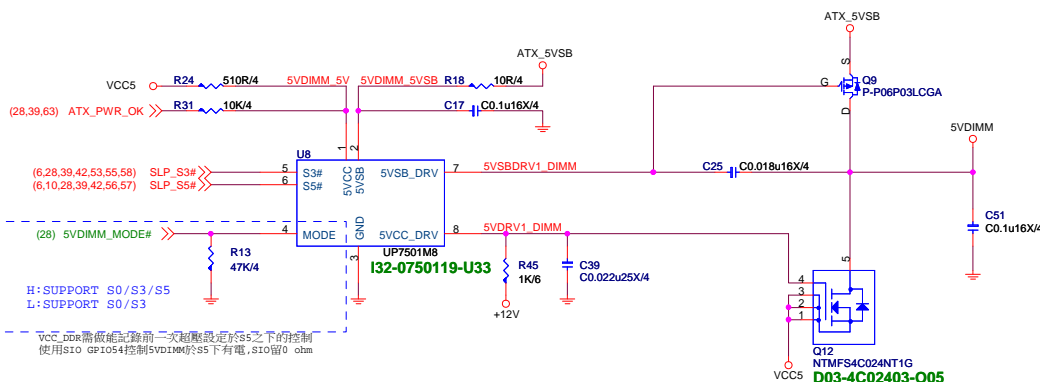 ATX_5VSB
ATX_5VSB
VCC5 R24 510R/4 5VDIMM_5V 5VDIMM_5VSB R18 10R/4
S
G Q9
P-P06P03LCGA
D
(28,39,63) ATX_PWR_OK R31 10K/4 C17 C0.1u16X/4
5VDIMM
U8 1 2
5VCC 5VSB
(6,28,39,42,53,55,58) SLP_S3# 5 S3# 5VSB_DRV 7 5VSBDRV1_DIMM C25 C0.018u16X/4
(6,10,28,39,42,56,57) SLP_S5# 6 S5#
C51
C0.1u16X/4
(28) 5VDIMM_MODE# 4 MODE GND 5VCC_DRV 8 5VDRV1_DIMM
3 UP7501M8
I32-0750119-U33
R13
47K/4
R45
1K/6
C39
C0.022u25X/4
+12V
5
4
3
2
1
H:SUPPORT S0/S3/S5
L:SUPPORT S0/S3
VCC_DDR需做能記錄前一次超壓設定於S5之下的控制
使用SIO GPIO54控制5VDIMM於S5下有電,SIO留0 ohm
Q12
NTMFS4C024NT1G
VCC5 D03-4C02403-O05